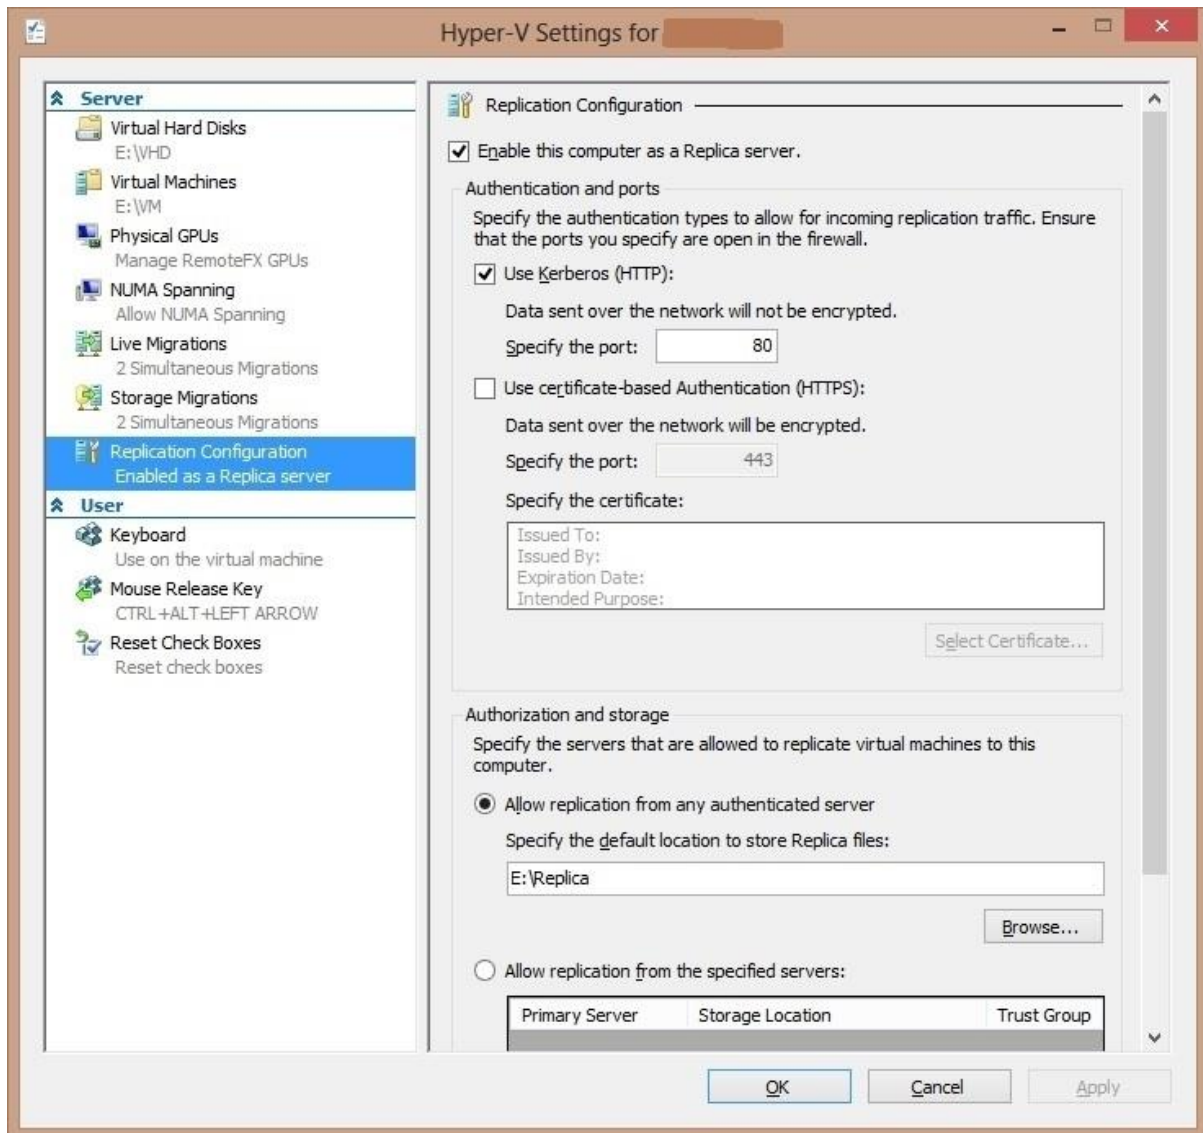 Hyper-V Settings for
Server
Virtual Hard Disks
E:\VHD
Virtual Machines
E:\VM
Physical GPUs
Manage RemoteFX GPUs
NUMA Spanning
Allow NUMA Spanning
Live Migrations
2 Simultaneous Migrations
Storage Migrations
2 Simultaneous Migrations
Replication Configuration
Enabled as a Replica server
User
Keyboard
Use on the virtual machine
Mouse Release Key
CTRL+ALT+LEFT ARROW
Reset Check Boxes
Reset check boxes
Replication Configuration
Enable this computer as a Replica server.
Authentication and ports
Specify the authentication types to allow for incoming replication traffic. Ensure
that the ports you specify are open in the firewall.
Use Kerberos (HTTP):
Data sent over the network will not be encrypted.
Specify the port: 80
Use certificate-based Authentication (HTTPS):
Data sent over the network will be encrypted.
Specify the port: 443
Specify the certificate:
Issued To:
Issued By:
Expiration Date:
Intended Purpose:
Select Certificate...
Authorization and storage
Specify the servers that are allowed to replicate virtual machines to this
computer.
Allow replication from any authenticated server
Specify the default location to store Replica files:
E:\Replica
Browse...
Allow replication from the specified servers:
Primary Server Storage Location Trust Group
OK Cancel Apply